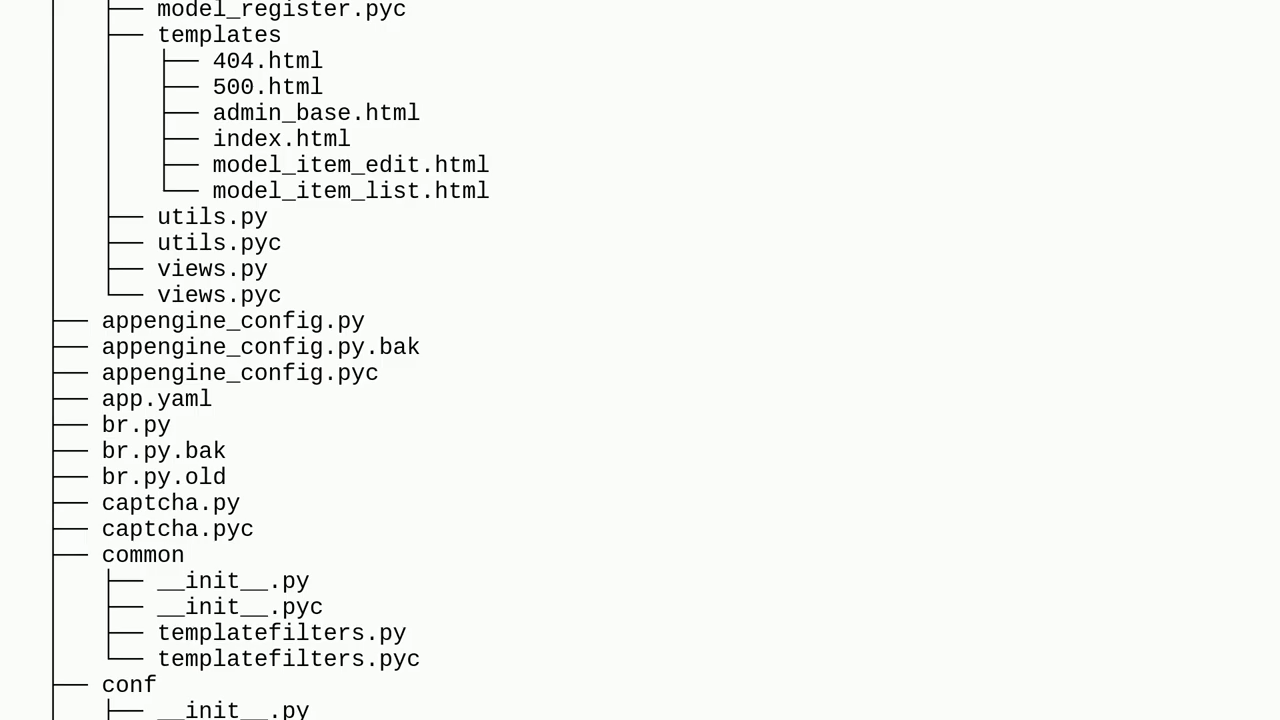 │   ├── model_register.pyc
│   ├── templates
│   │   ├── 404.html
│   │   ├── 500.html
│   │   ├── admin_base.html
│   │   ├── index.html
│   │   ├── model_item_edit.html
│   │   └── model_item_list.html
│   ├── utils.py
│   ├── utils.pyc
│   ├── views.py
│   └── views.pyc
├── appengine_config.py
├── appengine_config.py.bak
├── appengine_config.pyc
├── app.yaml
├── br.py
├── br.py.bak
├── br.py.old
├── captcha.py
├── captcha.pyc
├── common
│   ├── __init__.py
│   ├── __init__.pyc
│   ├── templatefilters.py
│   └── templatefilters.pyc
├── conf
│   ├── __init__.py